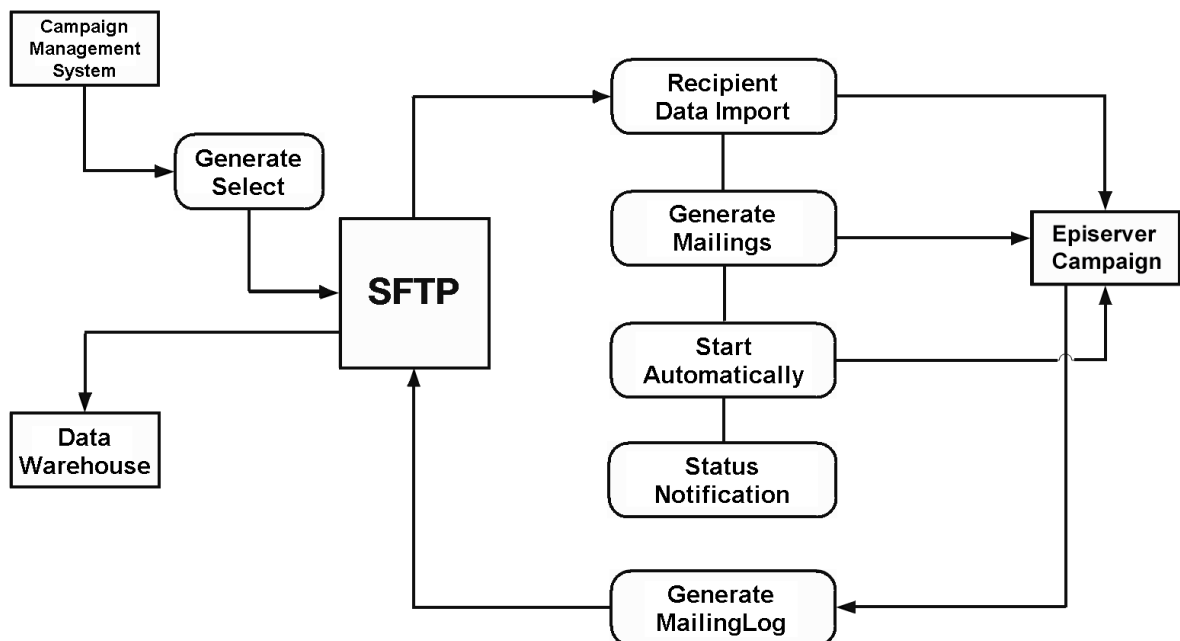 Campaign
Management
System
Generate
Select
SFTP
Data
Warehouse
Recipient
Data Import
Generate
Mailings
Start
Automatically
Status
Notification
Generate
MailingLog
Episerver
Campaign